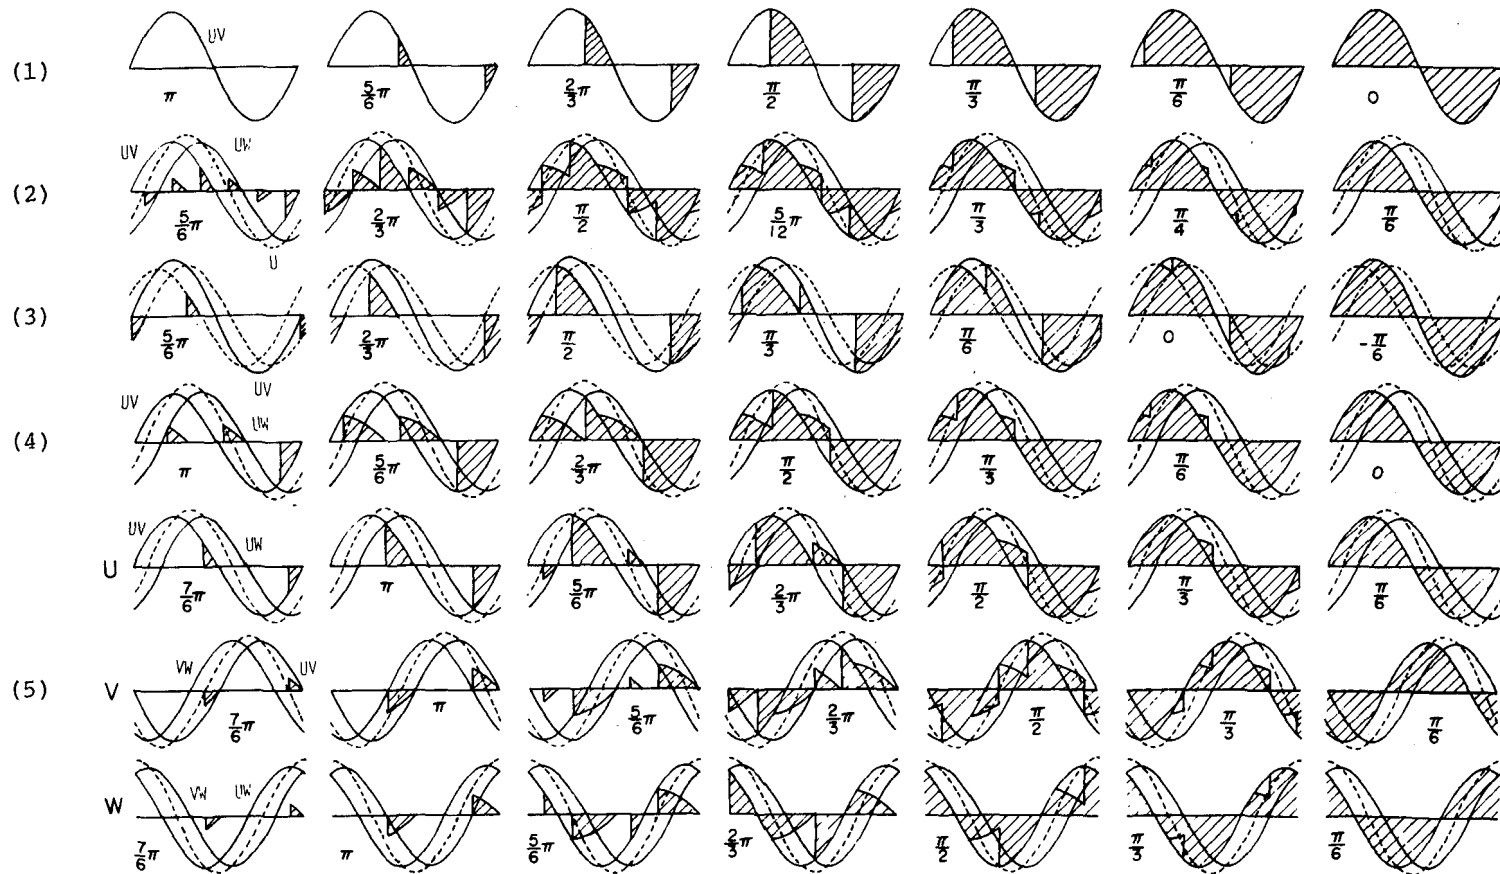 (1) UV
π 5/6π 2/3π π/2 π/3 π/6 0
(2) UV UW
5/6π 2/3π π/2 5/12π π/3 π/4 π/6
(3) U
5/6π 2/3π π/2 π/3 π/6 0 -π/6
UV
(4) UV UW
π 5/6π 2/3π π/2 π/3 π/6 0
U UV UW
7/6π π 5/6π 2/3π π/2 π/3 π/6
(5) V VW UV
7/6π π 5/6π 2/3π π/2 π/3 π/6
W VW UW
7/6π π 5/6π 2/3π π/2 π/3 π/6